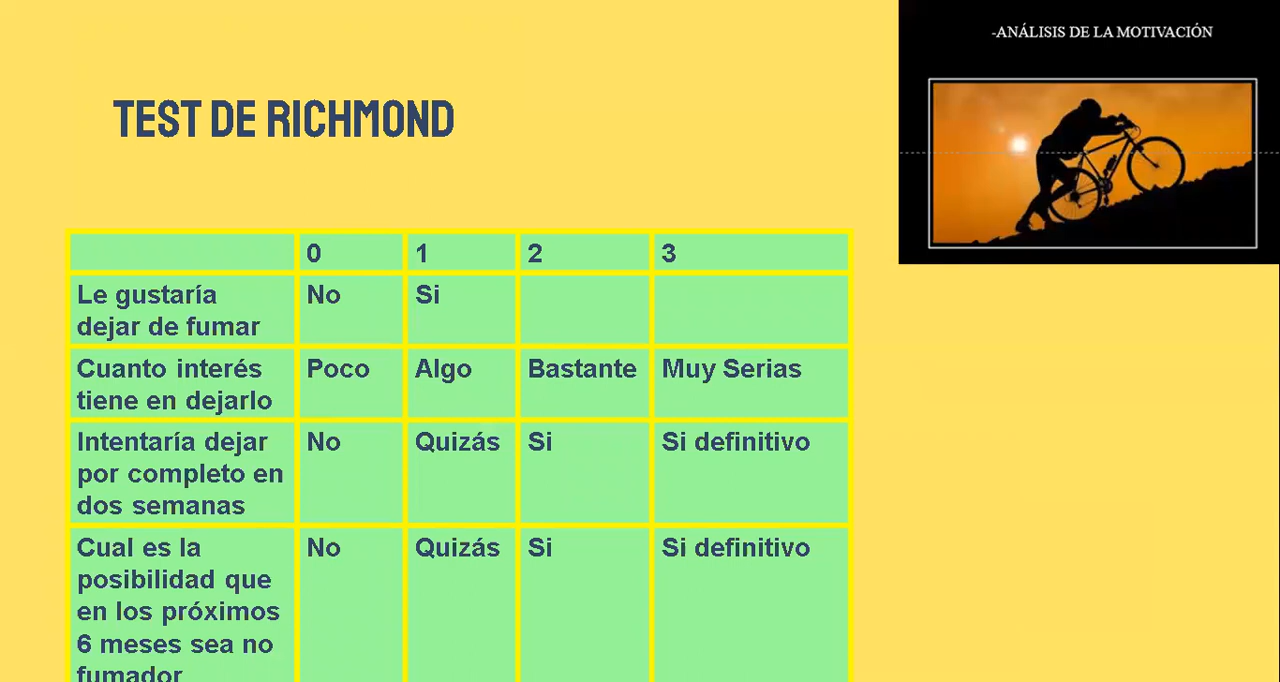 -ANÁLISIS DE LA MOTIVACIÓN
TEST DE RICHMOND
0 1 2 3
Le gustaría No Si
dejar de fumar
Cuanto interés Poco Algo Bastante Muy Serias
tiene en dejarlo
Intentaría dejar No Quizás Si Si definitivo
por completo en
dos semanas
Cual es la No Quizás Si Si definitivo
posibilidad que
en los próximos
6 meses sea no
fumador